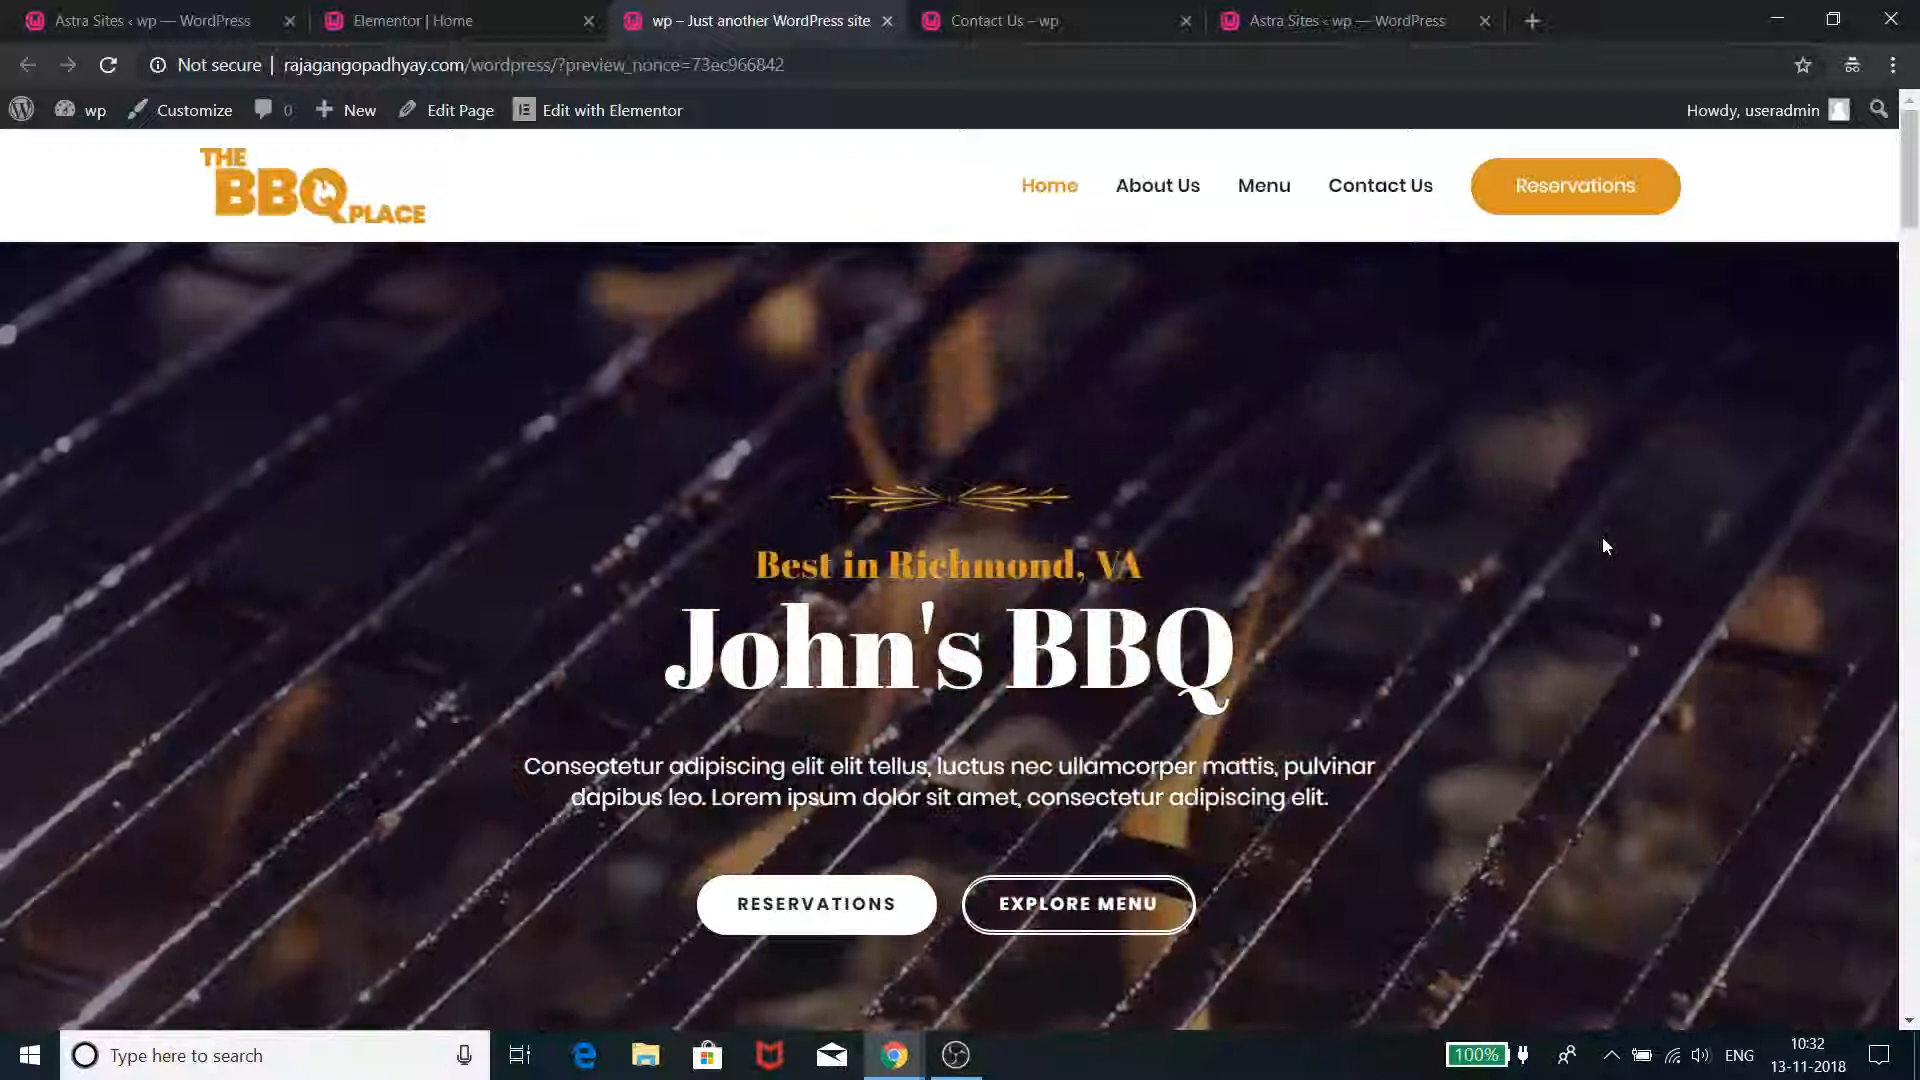 Astra Sites ‹ wp — WordPress
Elementor | Home
wp – Just another WordPress site
Contact Us – wp
Astra Sites ‹ wp — WordPress
Not secure | rajagangopadhyay.com/wordpress/?preview_nonce=73ec966842
wp
Customize
0
New
Edit Page
Edit with Elementor
Howdy, useradmin
THE
BBQ
PLACE
Home
About Us
Menu
Contact Us
Reservations
Best in Richmond, VA
John's BBQ
Consectetur adipiscing elit elit tellus, luctus nec ullamcorper mattis, pulvinar
dapibus leo. Lorem ipsum dolor sit amet, consectetur adipiscing elit.
RESERVATIONS
EXPLORE MENU
Type here to search
100%
ENG
10:32
13-11-2018